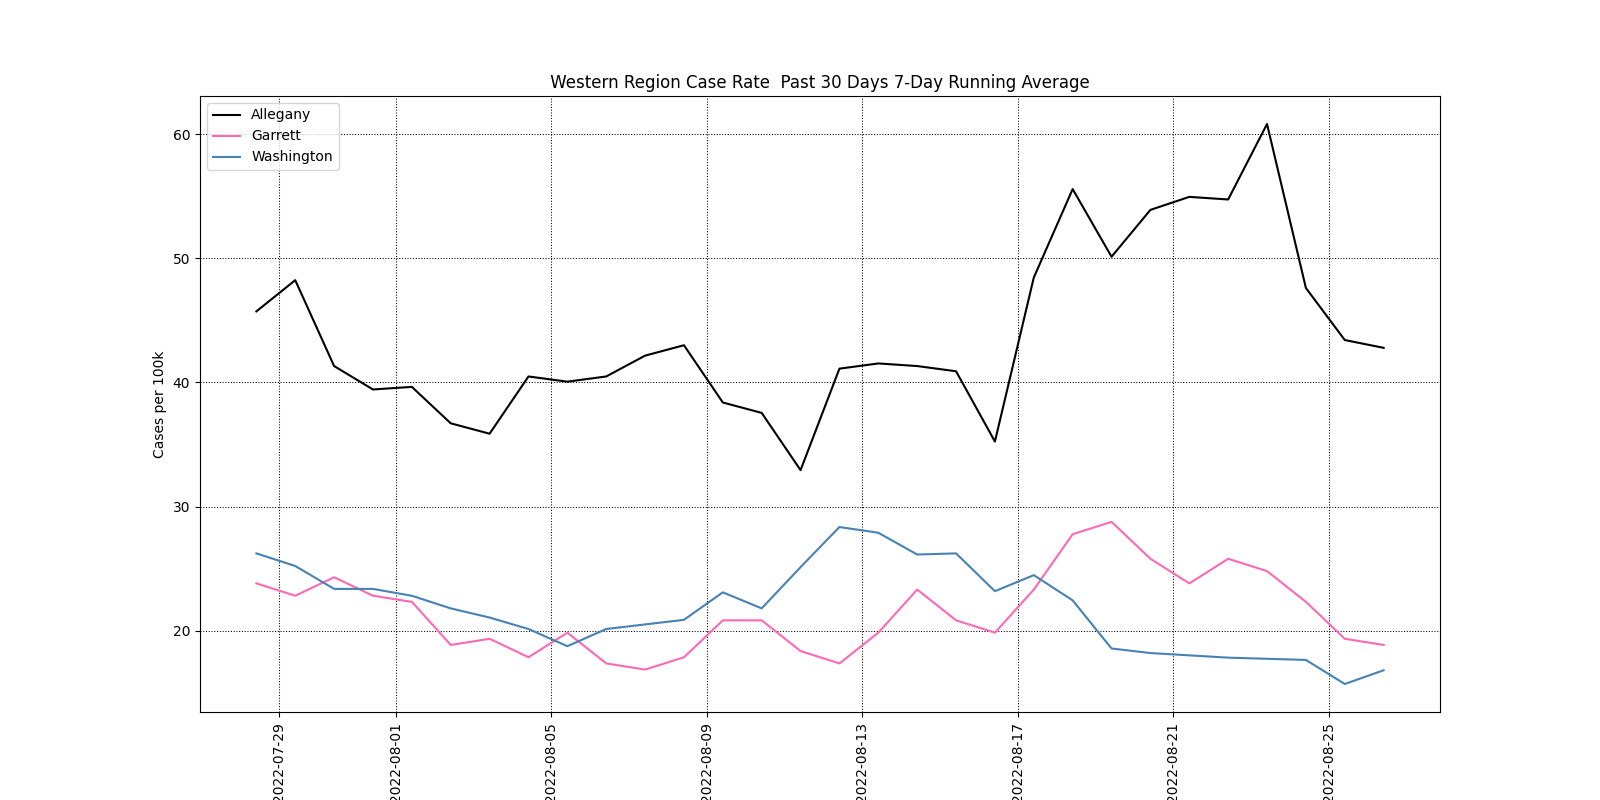 Western Region Case Rate  Past 30 Days 7-Day Running Average
Allegany
Garrett
Washington
60
50
40
30
20
Cases per 100k
2022-07-29
2022-08-01
2022-08-05
2022-08-09
2022-08-13
2022-08-17
2022-08-21
2022-08-25